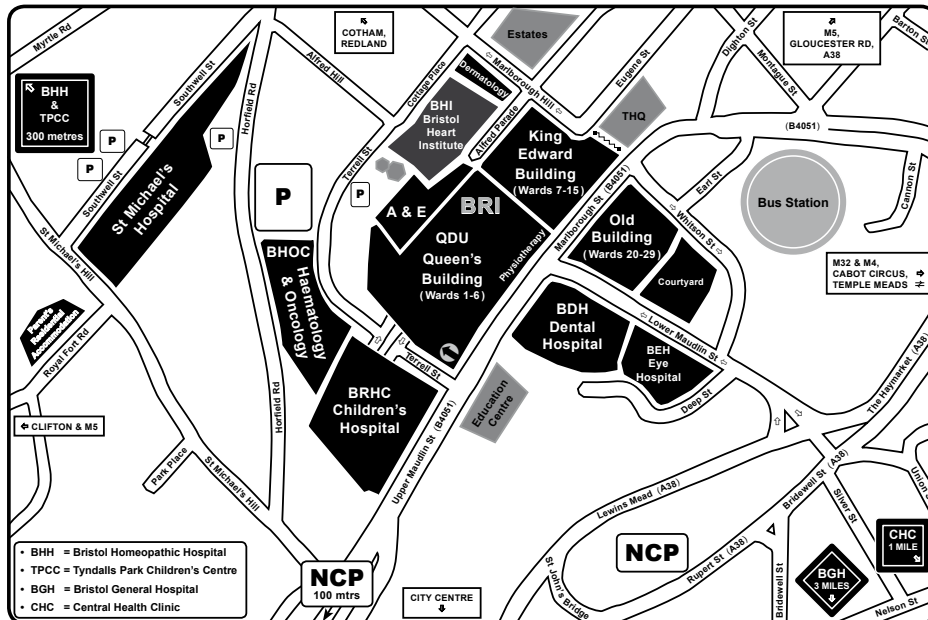 Myrtle Rd
COTHAM,
REDLAND
Estates
Dighton St
M5,
GLOUCESTER RD,
A38
Barton St
Montague St
Eugene St
Marlborough Hill
Alfred Hill
Cottage Place
Dermatology
Southwell St
Horfield Rd
BHH
&
TPCC
300 metres
P
P
BHI
Bristol
Heart
Institute
Alfred Parade
King
Edward
Building
(Wards 7-15)
THQ
(B4051)
Terrell St
P
P
Southwell St
St Michael's
Hospital
A & E
BRI
Marlborough St (B4051)
Earl St
Whitson St
Bus Station
Cannon St
St Michael's Hill
BHOC
Haematology
& Oncology
QDU
Queen's
Building
(Wards 1-6)
Physiotherapy
Old
Building
(Wards 20-29)
Courtyard
M32 & M4,
CABOT CIRCUS,
TEMPLE MEADS
Parent's
Residential
Accommodation
Royal Fort Rd
BDH
Dental
Hospital
Lower Maudlin St
BEH
Eye
Hospital
Deep St
Terrell St
BRHC
Children's
Hospital
Horfield Rd
Education
Centre
The Haymarket (A38)
CLIFTON & M5
Upper Maudlin St (B4051)
Park Place
St Michael's Hill
Lewins Mead (A38)
Bridewell St (A38)
Silver St
Union St
• BHH = Bristol Homeopathic Hospital
• TPCC = Tyndalls Park Children's Centre
• BGH = Bristol General Hospital
• CHC = Central Health Clinic
NCP
100 mtrs
CITY CENTRE
St John's Bridge
NCP
Rupert St (A38)
Bridewell St
BGH
3 MILES
CHC
1 MILE
Nelson St